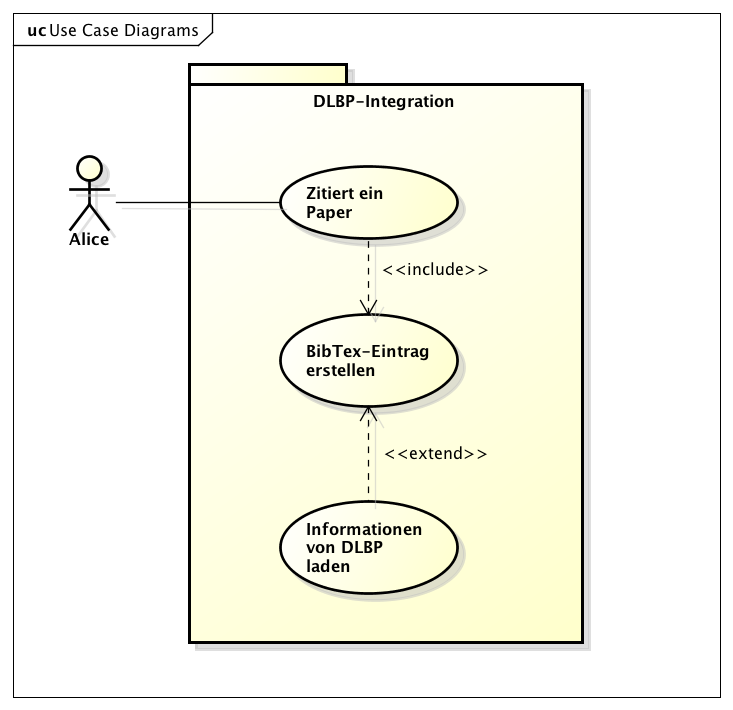 uc Use Case Diagrams
DLBP-Integration
Zitiert ein
Paper
Alice
<<include>>
BibTex-Eintrag
erstellen
<<extend>>
Informationen
von DLBP
laden